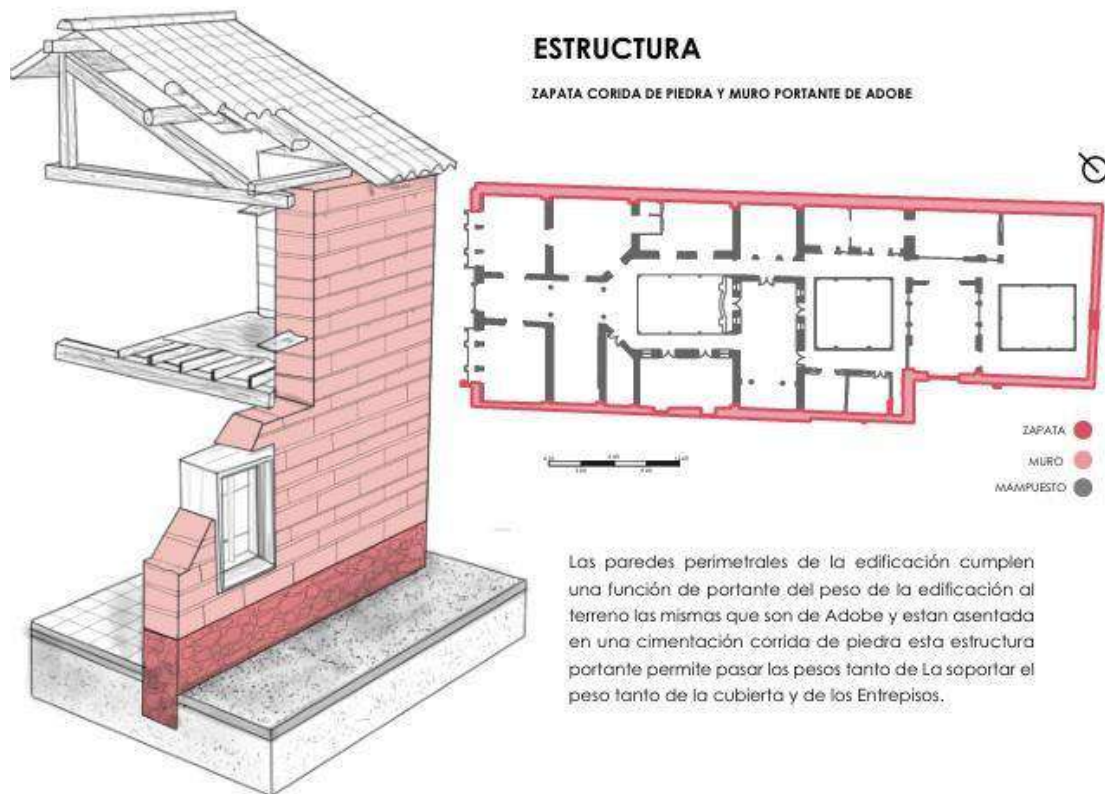 ESTRUCTURA
ZAPATA CORIDA DE PIEDRA Y MURO PORTANTE DE ADOBE
ZAPATA
MURO
MAMPUESTO
Las paredes perimetrales de la edificación cumplen
una función de portante del peso de la edificación al
terreno las mismas que son de Adobe y estan asentada
en una cimentación corrida de piedra esta estructura
portante permite pasar los pesos tanto de La soportar el
peso tanto de la cubierta y de los Entrepisos.